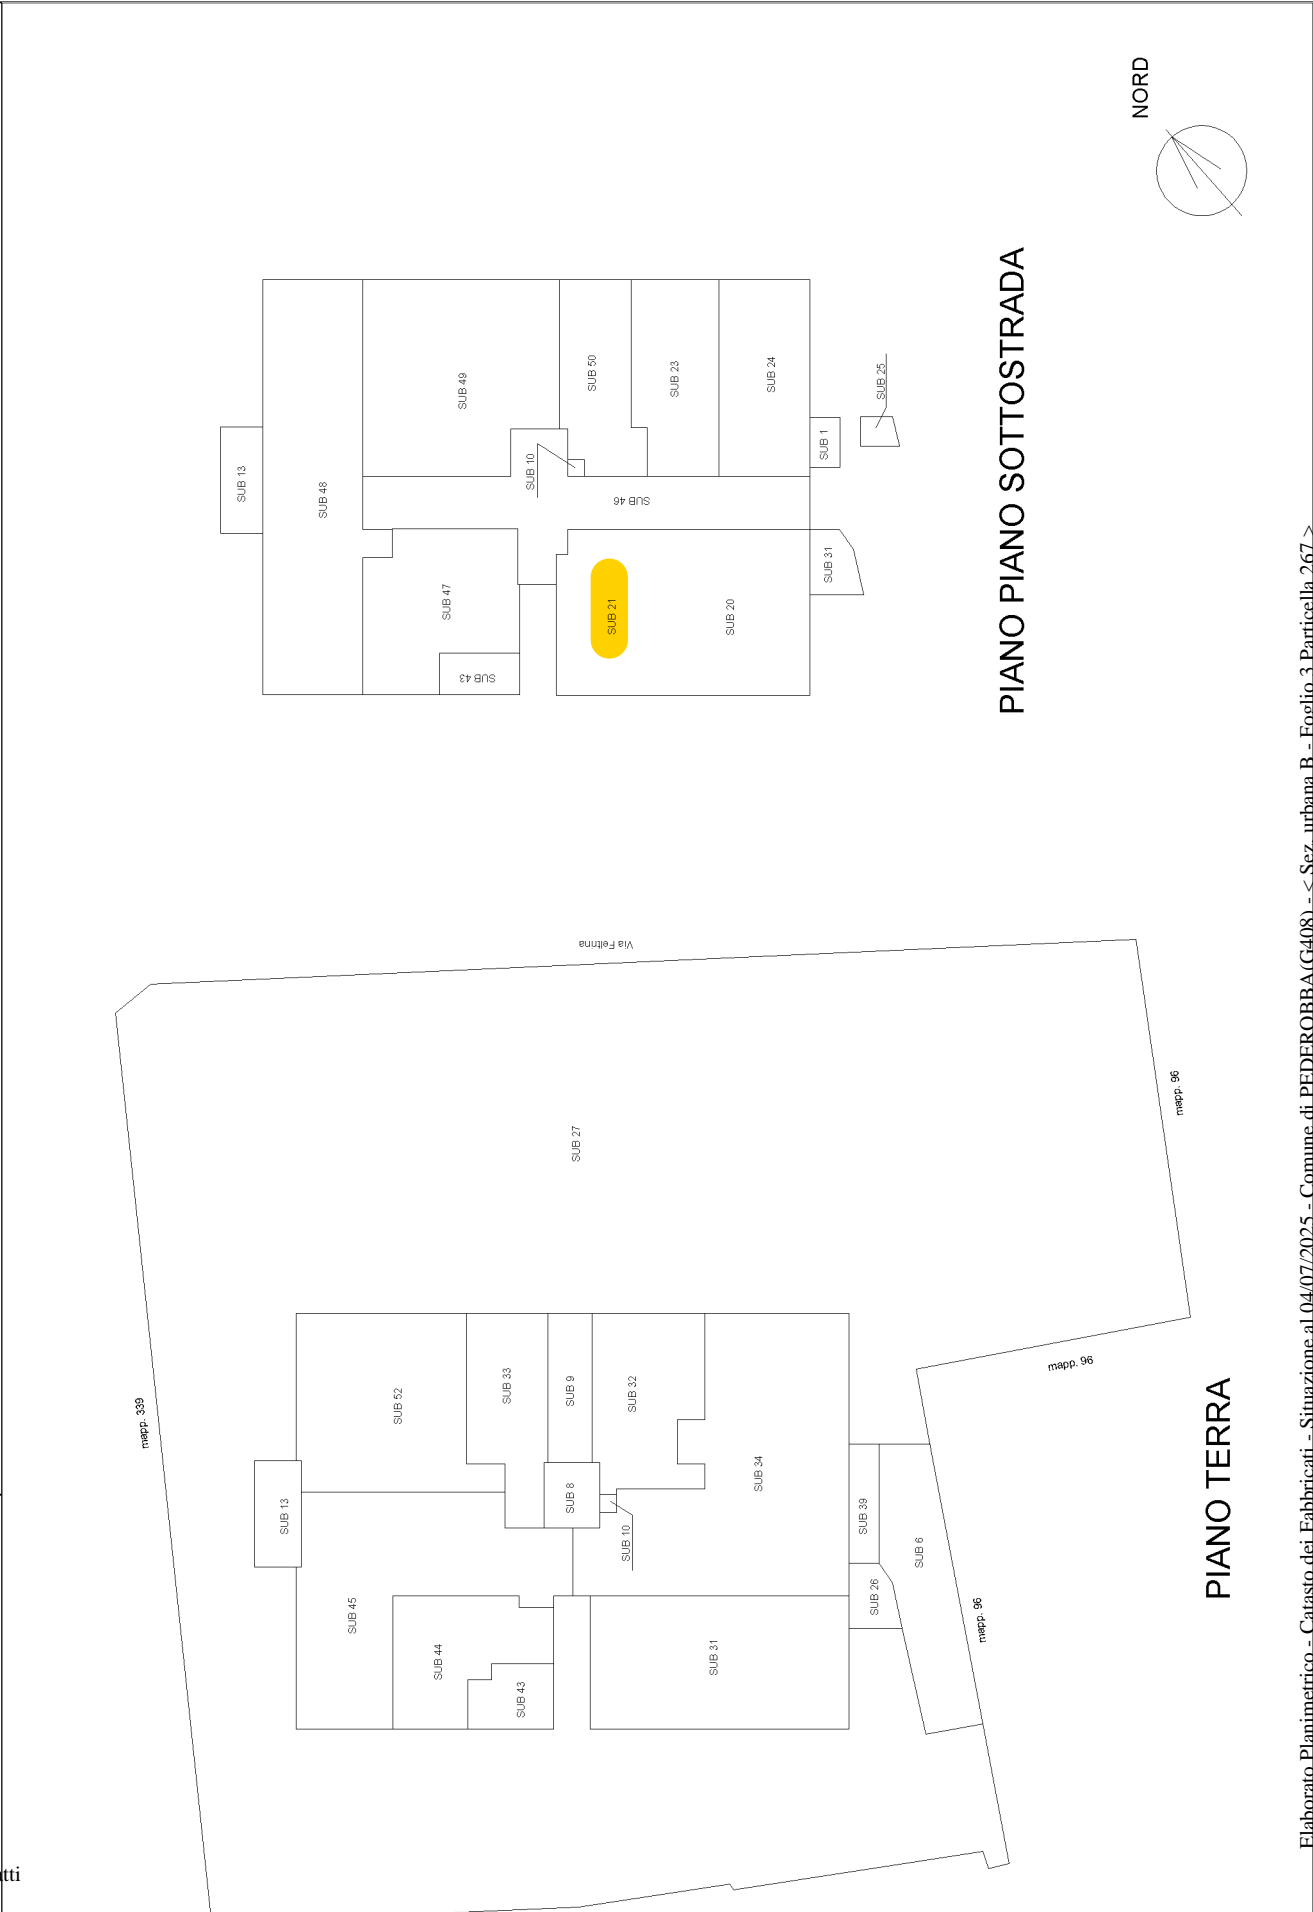 NORD
PIANO PIANO SOTTOSTRADA
SUB 13
SUB 48
SUB 49
SUB 50
SUB 23
SUB 24
SUB 25
SUB 1
SUB 10
SUB 46
SUB 47
SUB 43
SUB 21
SUB 20
SUB 31
Via Feltrina
mapp. 96
SUB 27
mapp. 96
mapp. 339
PIANO TERRA
SUB 52
SUB 33
SUB 9
SUB 32
SUB 34
SUB 13
SUB 8
SUB 10
SUB 39
SUB 6
SUB 26
mapp. 96
SUB 45
SUB 44
SUB 43
SUB 31
Elaborato Planimetrico - Catasto dei Fabbricati - Situazione al 04/07/2025 - Comune di PEDEROBBA(G408) - < Sez. urbana B - Foglio 3 Particella 267 >